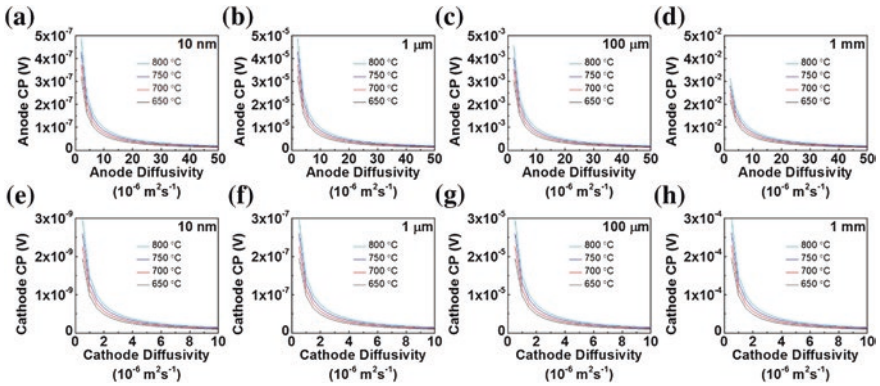 (a)
10 nm
5x10⁻⁷
4x10⁻⁷
3x10⁻⁷
2x10⁻⁷
1x10⁻⁷
0
Anode CP (V)
800 °C
750 °C
700 °C
650 °C
0 10 20 30 40 50
Anode Diffusivity
(10⁻⁶ m²s⁻¹)
(b)
1 μm
5x10⁻⁵
4x10⁻⁵
3x10⁻⁵
2x10⁻⁵
1x10⁻⁵
0
Anode CP (V)
800 °C
750 °C
700 °C
650 °C
0 10 20 30 40 50
Anode Diffusivity
(10⁻⁶ m²s⁻¹)
(c)
100 μm
5x10⁻³
4x10⁻³
3x10⁻³
2x10⁻³
1x10⁻³
0
Anode CP (V)
800 °C
750 °C
700 °C
650 °C
0 10 20 30 40 50
Anode Diffusivity
(10⁻⁶ m²s⁻¹)
(d)
1 mm
5x10⁻²
4x10⁻²
3x10⁻²
2x10⁻²
1x10⁻²
0
Anode CP (V)
800 °C
750 °C
700 °C
650 °C
0 10 20 30 40 50
Anode Diffusivity
(10⁻⁶ m²s⁻¹)
(e)
10 nm
3x10⁻⁹
2x10⁻⁹
1x10⁻⁹
0
Cathode CP (V)
800 °C
750 °C
700 °C
650 °C
0 2 4 6 8 10
Cathode Diffusivity
(10⁻⁶ m²s⁻¹)
(f)
1 μm
3x10⁻⁷
2x10⁻⁷
1x10⁻⁷
0
Cathode CP (V)
800 °C
750 °C
700 °C
650 °C
0 2 4 6 8 10
Cathode Diffusivity
(10⁻⁶ m²s⁻¹)
(g)
100 μm
3x10⁻⁵
2x10⁻⁵
1x10⁻⁵
0
Cathode CP (V)
800 °C
750 °C
700 °C
650 °C
0 2 4 6 8 10
Cathode Diffusivity
(10⁻⁶ m²s⁻¹)
(h)
1 mm
3x10⁻⁴
2x10⁻⁴
1x10⁻⁴
0
Cathode CP (V)
800 °C
750 °C
700 °C
650 °C
0 2 4 6 8 10
Cathode Diffusivity
(10⁻⁶ m²s⁻¹)